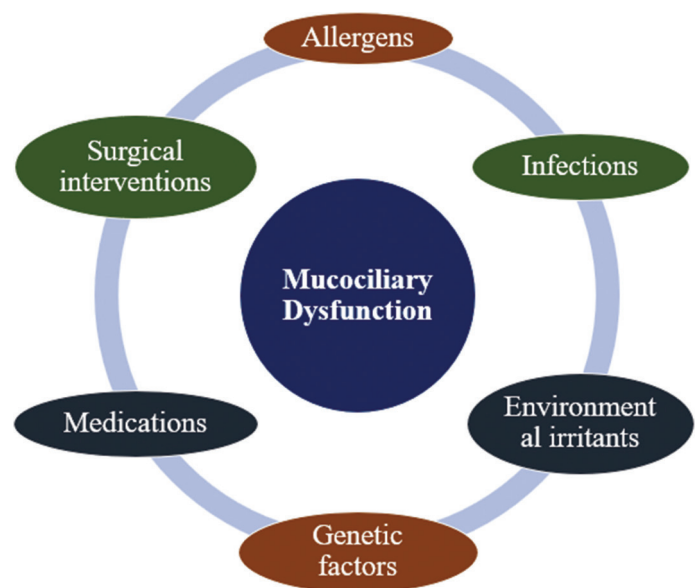 Allergens
Surgical
interventions
Infections
Mucociliary
Dysfunction
Medications
Environment
al irritants
Genetic
factors